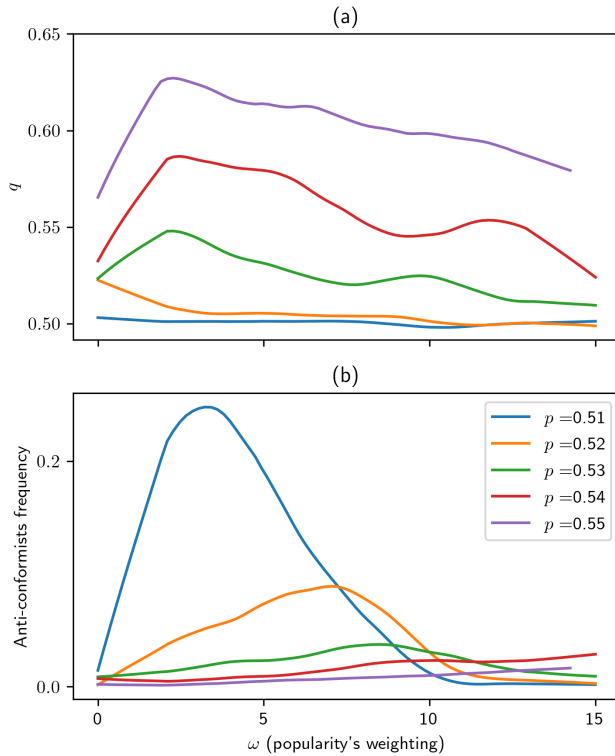 (a)
0.65
0.60
q
0.55
0.50
(b)
p =0.51
p =0.52
p =0.53
p =0.54
p =0.55
0.2
Anti-conformists frequency
0.0
0 5 10 15
ω (popularity's weighting)